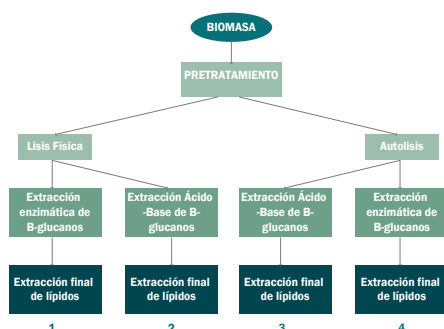 BIOMASA
PRETRATAMIENTO
Lisis Física
Autolisis
Extracción
enzimática de
B-glucanos
Extracción Ácido
-Base de B-
glucanos
Extracción Ácido
-Base de B-
glucanos
Extracción
enzimática de
B-glucanos
Extracción final
de lípidos
Extracción final
de lípidos
Extracción final
de lípidos
Extracción final
de lípidos
1
2
3
4